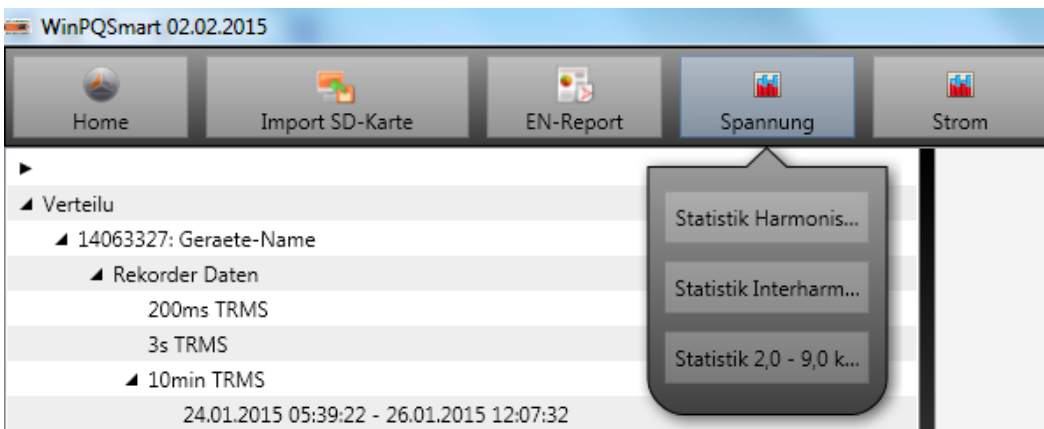 WinPQSmart 02.02.2015
Home
Import SD-Karte
EN-Report
Spannung
Strom
Verteilu
14063327: Geraete-Name
Rekorder Daten
200ms TRMS
3s TRMS
10min TRMS
24.01.2015 05:39:22 - 26.01.2015 12:07:32
Statistik Harmonis...
Statistik Interharm...
Statistik 2,0 - 9,0 k...